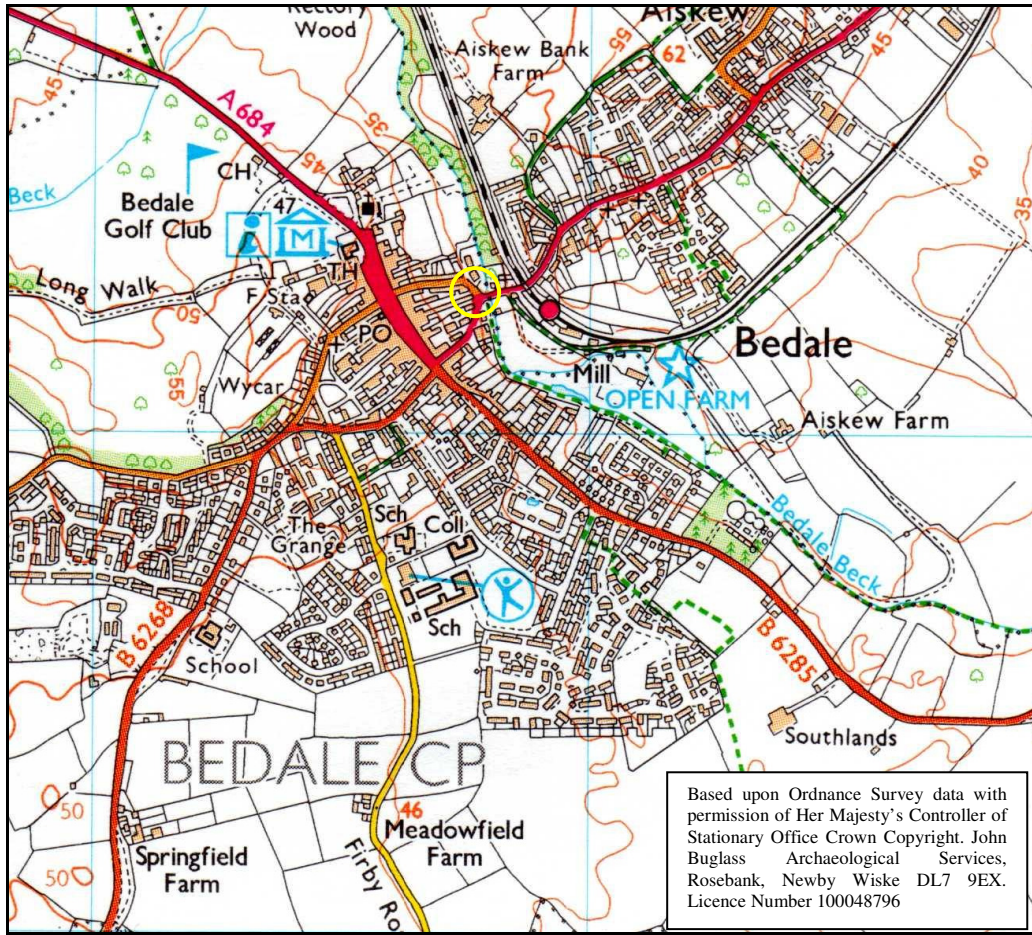 Rectory
Wood
Aiskew
Aiskew Bank
Farm
55
62
45
45
A 684
35
40
35
45
Beck
CH
Bedale
Golf Club
47
M
TH
Long Walk
50
F Sta
PO
55
Wycar
Bedale
Mill
OPEN FARM
Aiskew Farm
Sch
Coll
The
Grange
Bedale Beck
Sch
B 6268
School
B 6285
Southlands
BEDALE CP
50
46
Meadowfield
Farm
Springfield
Farm
50
Firby
Based upon Ordnance Survey data with
permission of Her Majesty's Controller of
Stationary Office Crown Copyright. John
Buglass Archaeological Services,
Rosebank, Newby Wiske DL7 9EX.
Licence Number 100048796